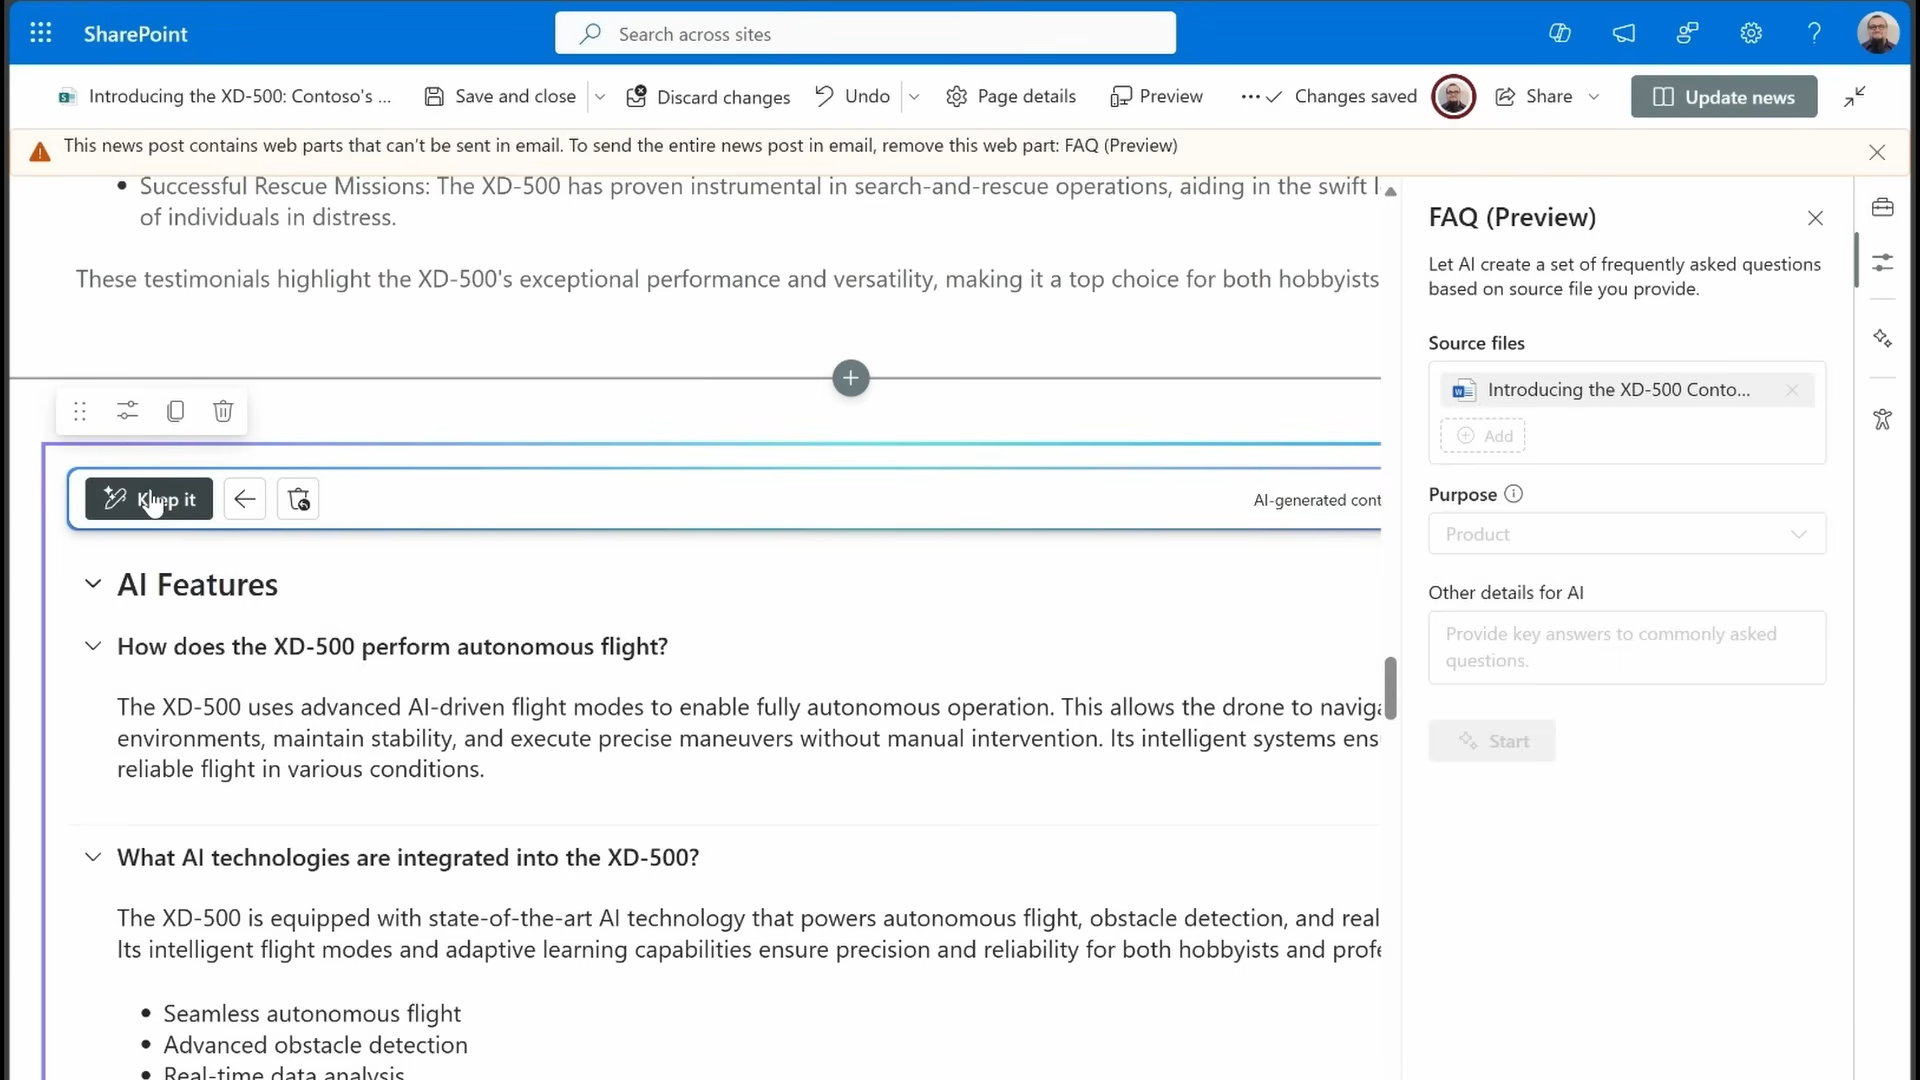 SharePoint
Search across sites
Introducing the XD-500: Contoso's ...
Save and close
Discard changes
Undo
Page details
Preview
Changes saved
Share
Update news
This news post contains web parts that can't be sent in email. To send the entire news post in email, remove this web part: FAQ (Preview)
• Successful Rescue Missions: The XD-500 has proven instrumental in search-and-rescue operations, aiding in the swift l
of individuals in distress.
These testimonials highlight the XD-500's exceptional performance and versatility, making it a top choice for both hobbyists
Keep it
AI-generated cont
AI Features
How does the XD-500 perform autonomous flight?
The XD-500 uses advanced AI-driven flight modes to enable fully autonomous operation. This allows the drone to naviga
environments, maintain stability, and execute precise maneuvers without manual intervention. Its intelligent systems ens
reliable flight in various conditions.
What AI technologies are integrated into the XD-500?
The XD-500 is equipped with state-of-the-art AI technology that powers autonomous flight, obstacle detection, and real
Its intelligent flight modes and adaptive learning capabilities ensure precision and reliability for both hobbyists and profe
• Seamless autonomous flight
• Advanced obstacle detection
• Real-time data analysis
FAQ (Preview)
Let AI create a set of frequently asked questions
based on source file you provide.
Source files
Introducing the XD-500 Conto...
Add
Purpose
Product
Other details for AI
Provide key answers to commonly asked
questions.
Start